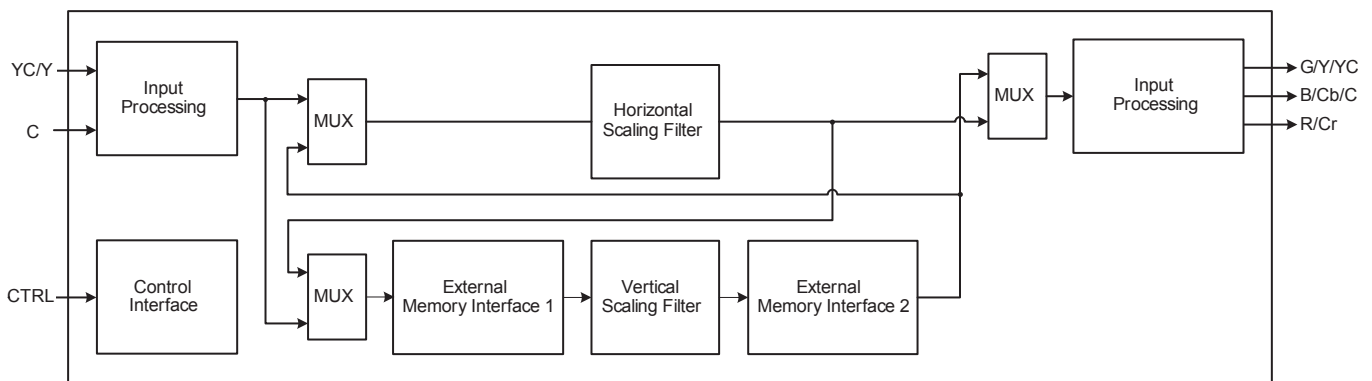 YC/Y
C
Input
Processing
MUX
Horizontal
Scaling Filter
MUX
Input
Processing
G/Y/YC
B/Cb/C
R/Cr
CTRL
Control
Interface
MUX
External
Memory Interface 1
Vertical
Scaling Filter
External
Memory Interface 2